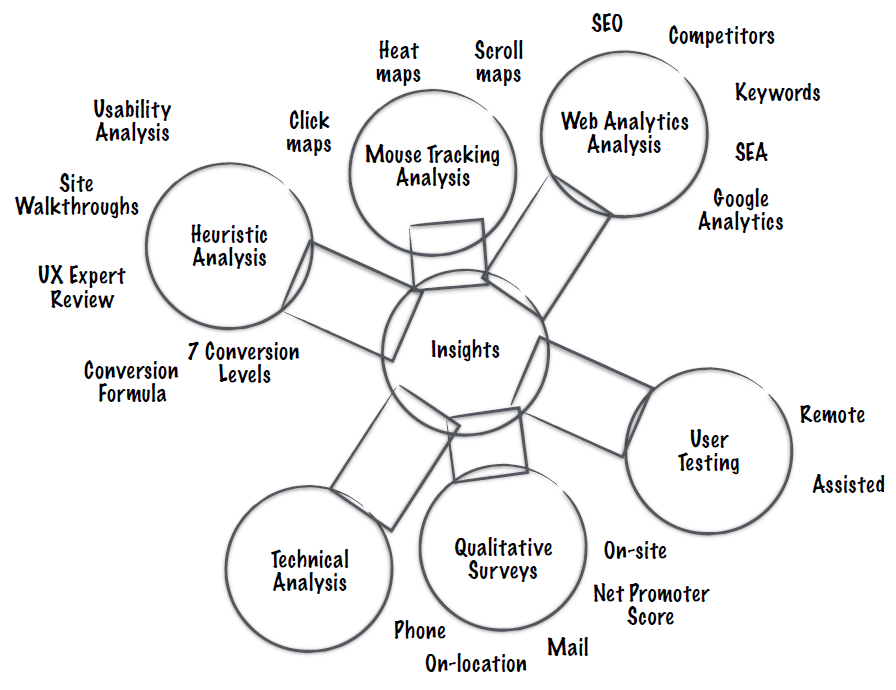 SEO
Competitors
Heat
maps
Scroll
maps
Keywords
Usability
Analysis
Click
maps
Web Analytics
Analysis
Mouse Tracking
Analysis
SEA
Site
Walkthroughs
Google
Analytics
Heuristic
Analysis
UX Expert
Review
Insights
7 Conversion
Levels
Conversion
Formula
Remote
User
Testing
Assisted
Technical
Analysis
Qualitative
Surveys
On-site
Net Promoter
Score
Phone
Mail
On-location